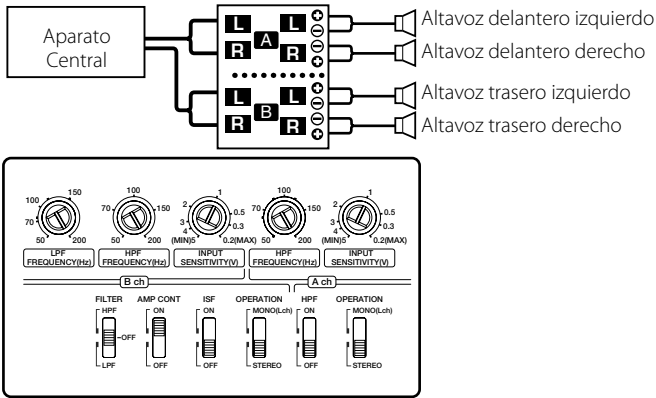 Aparato
Central
L
R
A
L
R
L
R
B
L
R
Altavoz delantero izquierdo
Altavoz delantero derecho
Altavoz trasero izquierdo
Altavoz trasero derecho
50 70 100 150 200
LPF
FREQUENCY(Hz)
50 70 100 150 200
HPF
FREQUENCY(Hz)
(MIN)5 4 3 2 1 0.5 0.3 0.2(MAX)
INPUT
SENSITIVITY(V)
50 70 100 150 200
HPF
FREQUENCY(Hz)
(MIN)5 4 3 2 1 0.5 0.3 0.2(MAX)
INPUT
SENSITIVITY(V)
B ch
A ch
FILTER
HPF
OFF
LPF
AMP CONT
ON
OFF
ISF
ON
OFF
OPERATION
MONO(Lch)
STEREO
HPF
ON
OFF
OPERATION
MONO(Lch)
STEREO